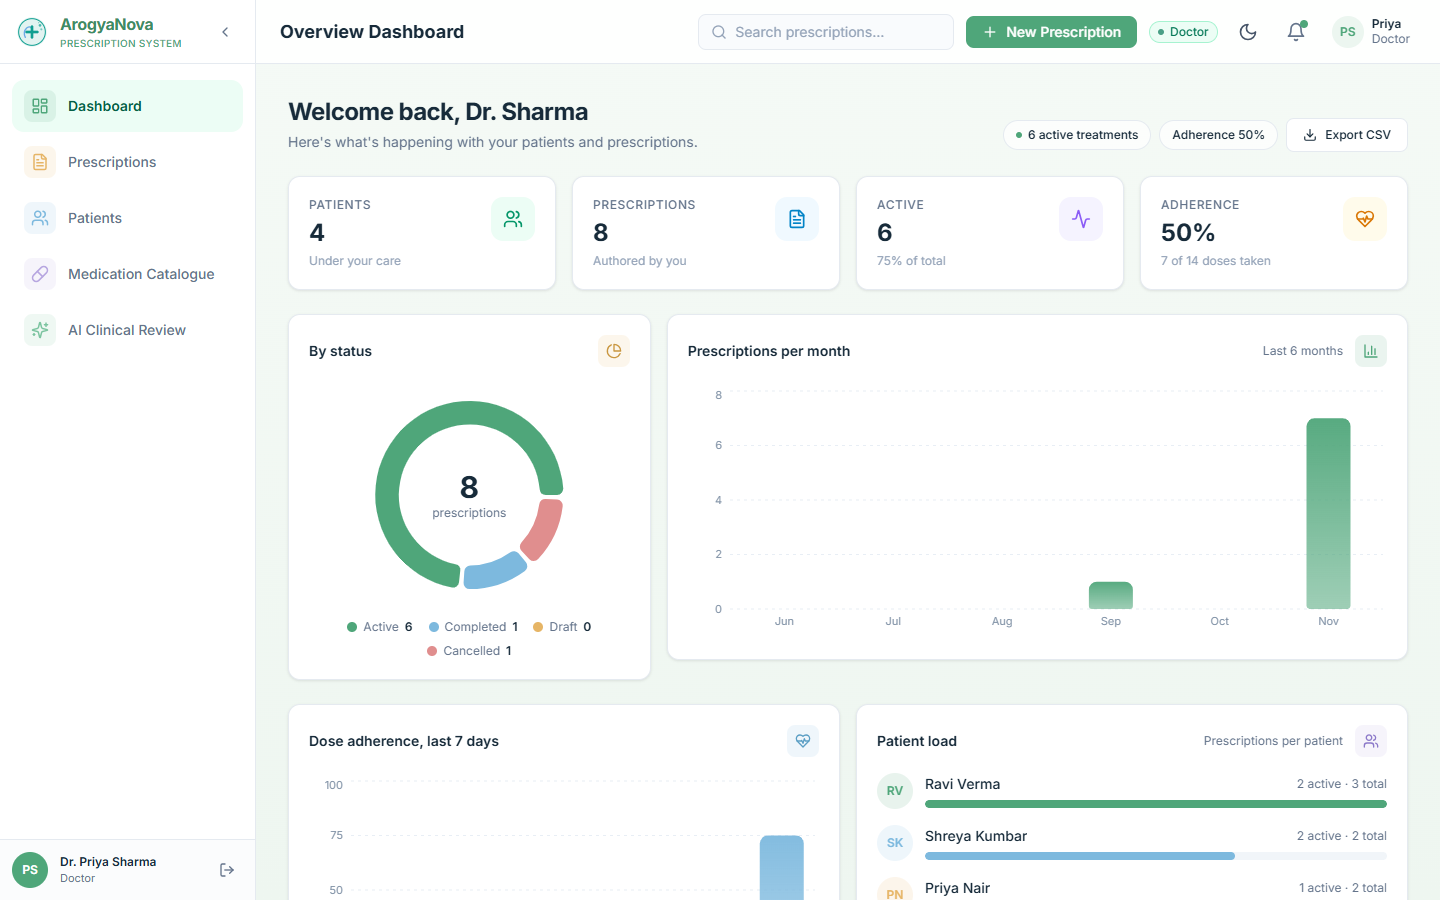 ArogyaNova
PRESCRIPTION SYSTEM
Dashboard
Prescriptions
Patients
Medication Catalogue
AI Clinical Review
PS
Dr. Priya Sharma
Doctor
Overview Dashboard
Search prescriptions...
New Prescription
Doctor
PS
Priya
Doctor
Welcome back, Dr. Sharma
Here's what's happening with your patients and prescriptions.
6 active treatments
Adherence 50%
Export CSV
PATIENTS
4
Under your care
PRESCRIPTIONS
8
Authored by you
ACTIVE
6
75% of total
ADHERENCE
50%
7 of 14 doses taken
By status
8
prescriptions
Active 6
Completed 1
Draft 0
Cancelled 1
Prescriptions per month
Last 6 months
8
6
4
2
0
Jun
Jul
Aug
Sep
Oct
Nov
Dose adherence, last 7 days
100
75
50
Patient load
Prescriptions per patient
RV
Ravi Verma
2 active · 3 total
SK
Shreya Kumbar
2 active · 2 total
PN
Priya Nair
1 active · 2 total